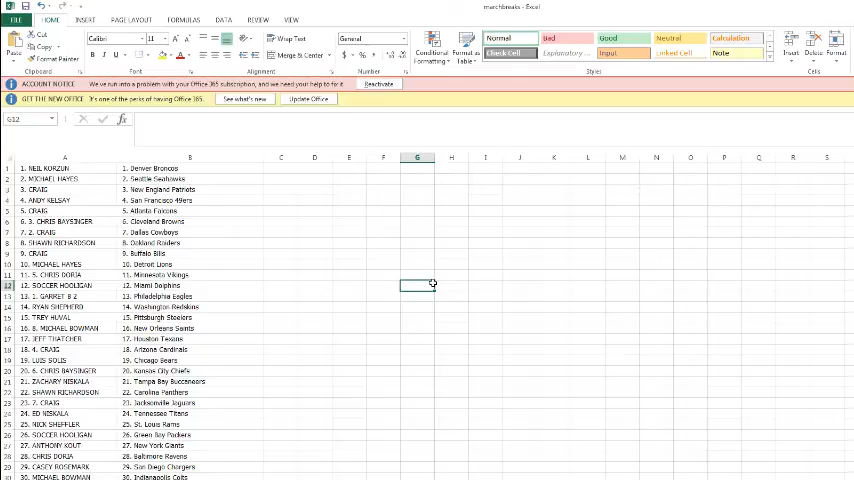 marchbreaks - Excel
FILE HOME INSERT PAGE LAYOUT FORMULAS DATA REVIEW VIEW
Cut Calibri 11 Wrap Text General Normal Bad Good Neutral Calculation
Copy
Paste Format Painter B I U Merge & Center $ % Conditional Formatting Format as Table Check Cell Explanatory ... Input Linked Cell Note Insert Delete Format
Clipboard Font Alignment Number Styles Cells
ACCOUNT NOTICE We've run into a problem with your Office 365 subscription, and we need your help to fix it. Reactivate
GET THE NEW OFFICE It's one of the perks of having Office 365. See what's new Update Office
G12 fx
A B C D E F G H I J K L M N O P Q R S
1 1. NEIL KORZUN 1. Denver Broncos
2 2. MICHAEL HAYES 2. Seattle Seahawks
3 3. CRAIG 3. New England Patriots
4 4. ANDY KELSAY 4. San Francisco 49ers
5 5. CRAIG 5. Atlanta Falcons
6 6. 3. CHRIS BAYSINGER 6. Cleveland Browns
7 7. 2. CRAIG 7. Dallas Cowboys
8 8. SHAWN RICHARDSON 8. Oakland Raiders
9 9. CRAIG 9. Buffalo Bills
10 10. MICHAEL HAYES 10. Detroit Lions
11 11. 5. CHRIS DORIA 11. Minnesota Vikings
12 12. SOCCER HOOLIGAN 12. Miami Dolphins
13 13. 1. GARRET B 2 13. Philadelphia Eagles
14 14. RYAN SHEPHERD 14. Washington Redskins
15 15. TREY HUVAL 15. Pittsburgh Steelers
16 16. 8. MICHAEL BOWMAN 16. New Orleans Saints
17 17. JEFF THATCHER 17. Houston Texans
18 18. 4. CRAIG 18. Arizona Cardinals
19 19. LUIS SOLIS 19. Chicago Bears
20 20. 6. CHRIS BAYSINGER 20. Kansas City Chiefs
21 21. ZACHARY NISKALA 21. Tampa Bay Buccaneers
22 22. SHAWN RICHARDSON 22. Carolina Panthers
23 23. 7. CRAIG 23. Jacksonville Jaguars
24 24. ED NISKALA 24. Tennessee Titans
25 25. NICK SHEFFLER 25. St. Louis Rams
26 26. SOCCER HOOLIGAN 26. Green Bay Packers
27 27. ANTHONY KOUT 27. New York Giants
28 28. CHRIS DORIA 28. Baltimore Ravens
29 29. CASEY ROSEMARK 29. San Diego Chargers
30 30. MICHAEL BOWMAN 30. Indianapolis Colts